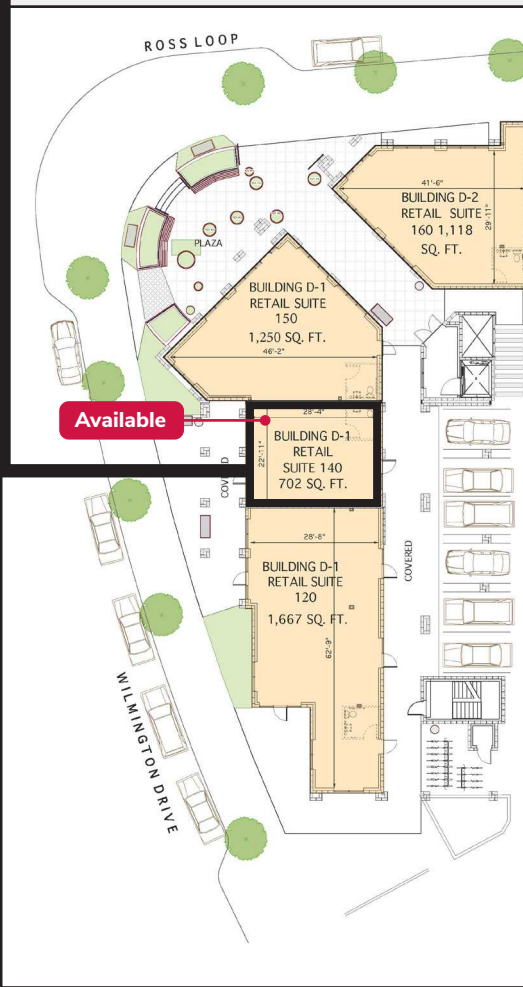 ROSS LOOP
41'-6"
BUILDING D-2
RETAIL SUITE
160 1,118
SQ. FT.
29'-11"
PLAZA
BUILDING D-1
RETAIL SUITE
150
1,250 SQ. FT.
46'-2"
Available
28'-4"
BUILDING D-1
RETAIL
SUITE 140
702 SQ. FT.
22'-11"
COVERED
28'-8"
COVERED
BUILDING D-1
RETAIL SUITE
120
1,667 SQ. FT.
62'-9"
WILMINGTON DRIVE